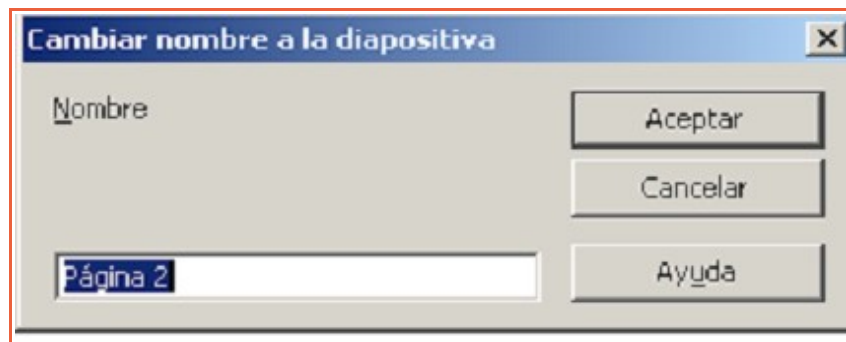 Cambiar nombre a la diapositiva
Nombre
Aceptar
Cancelar
Página 2
Ayuda